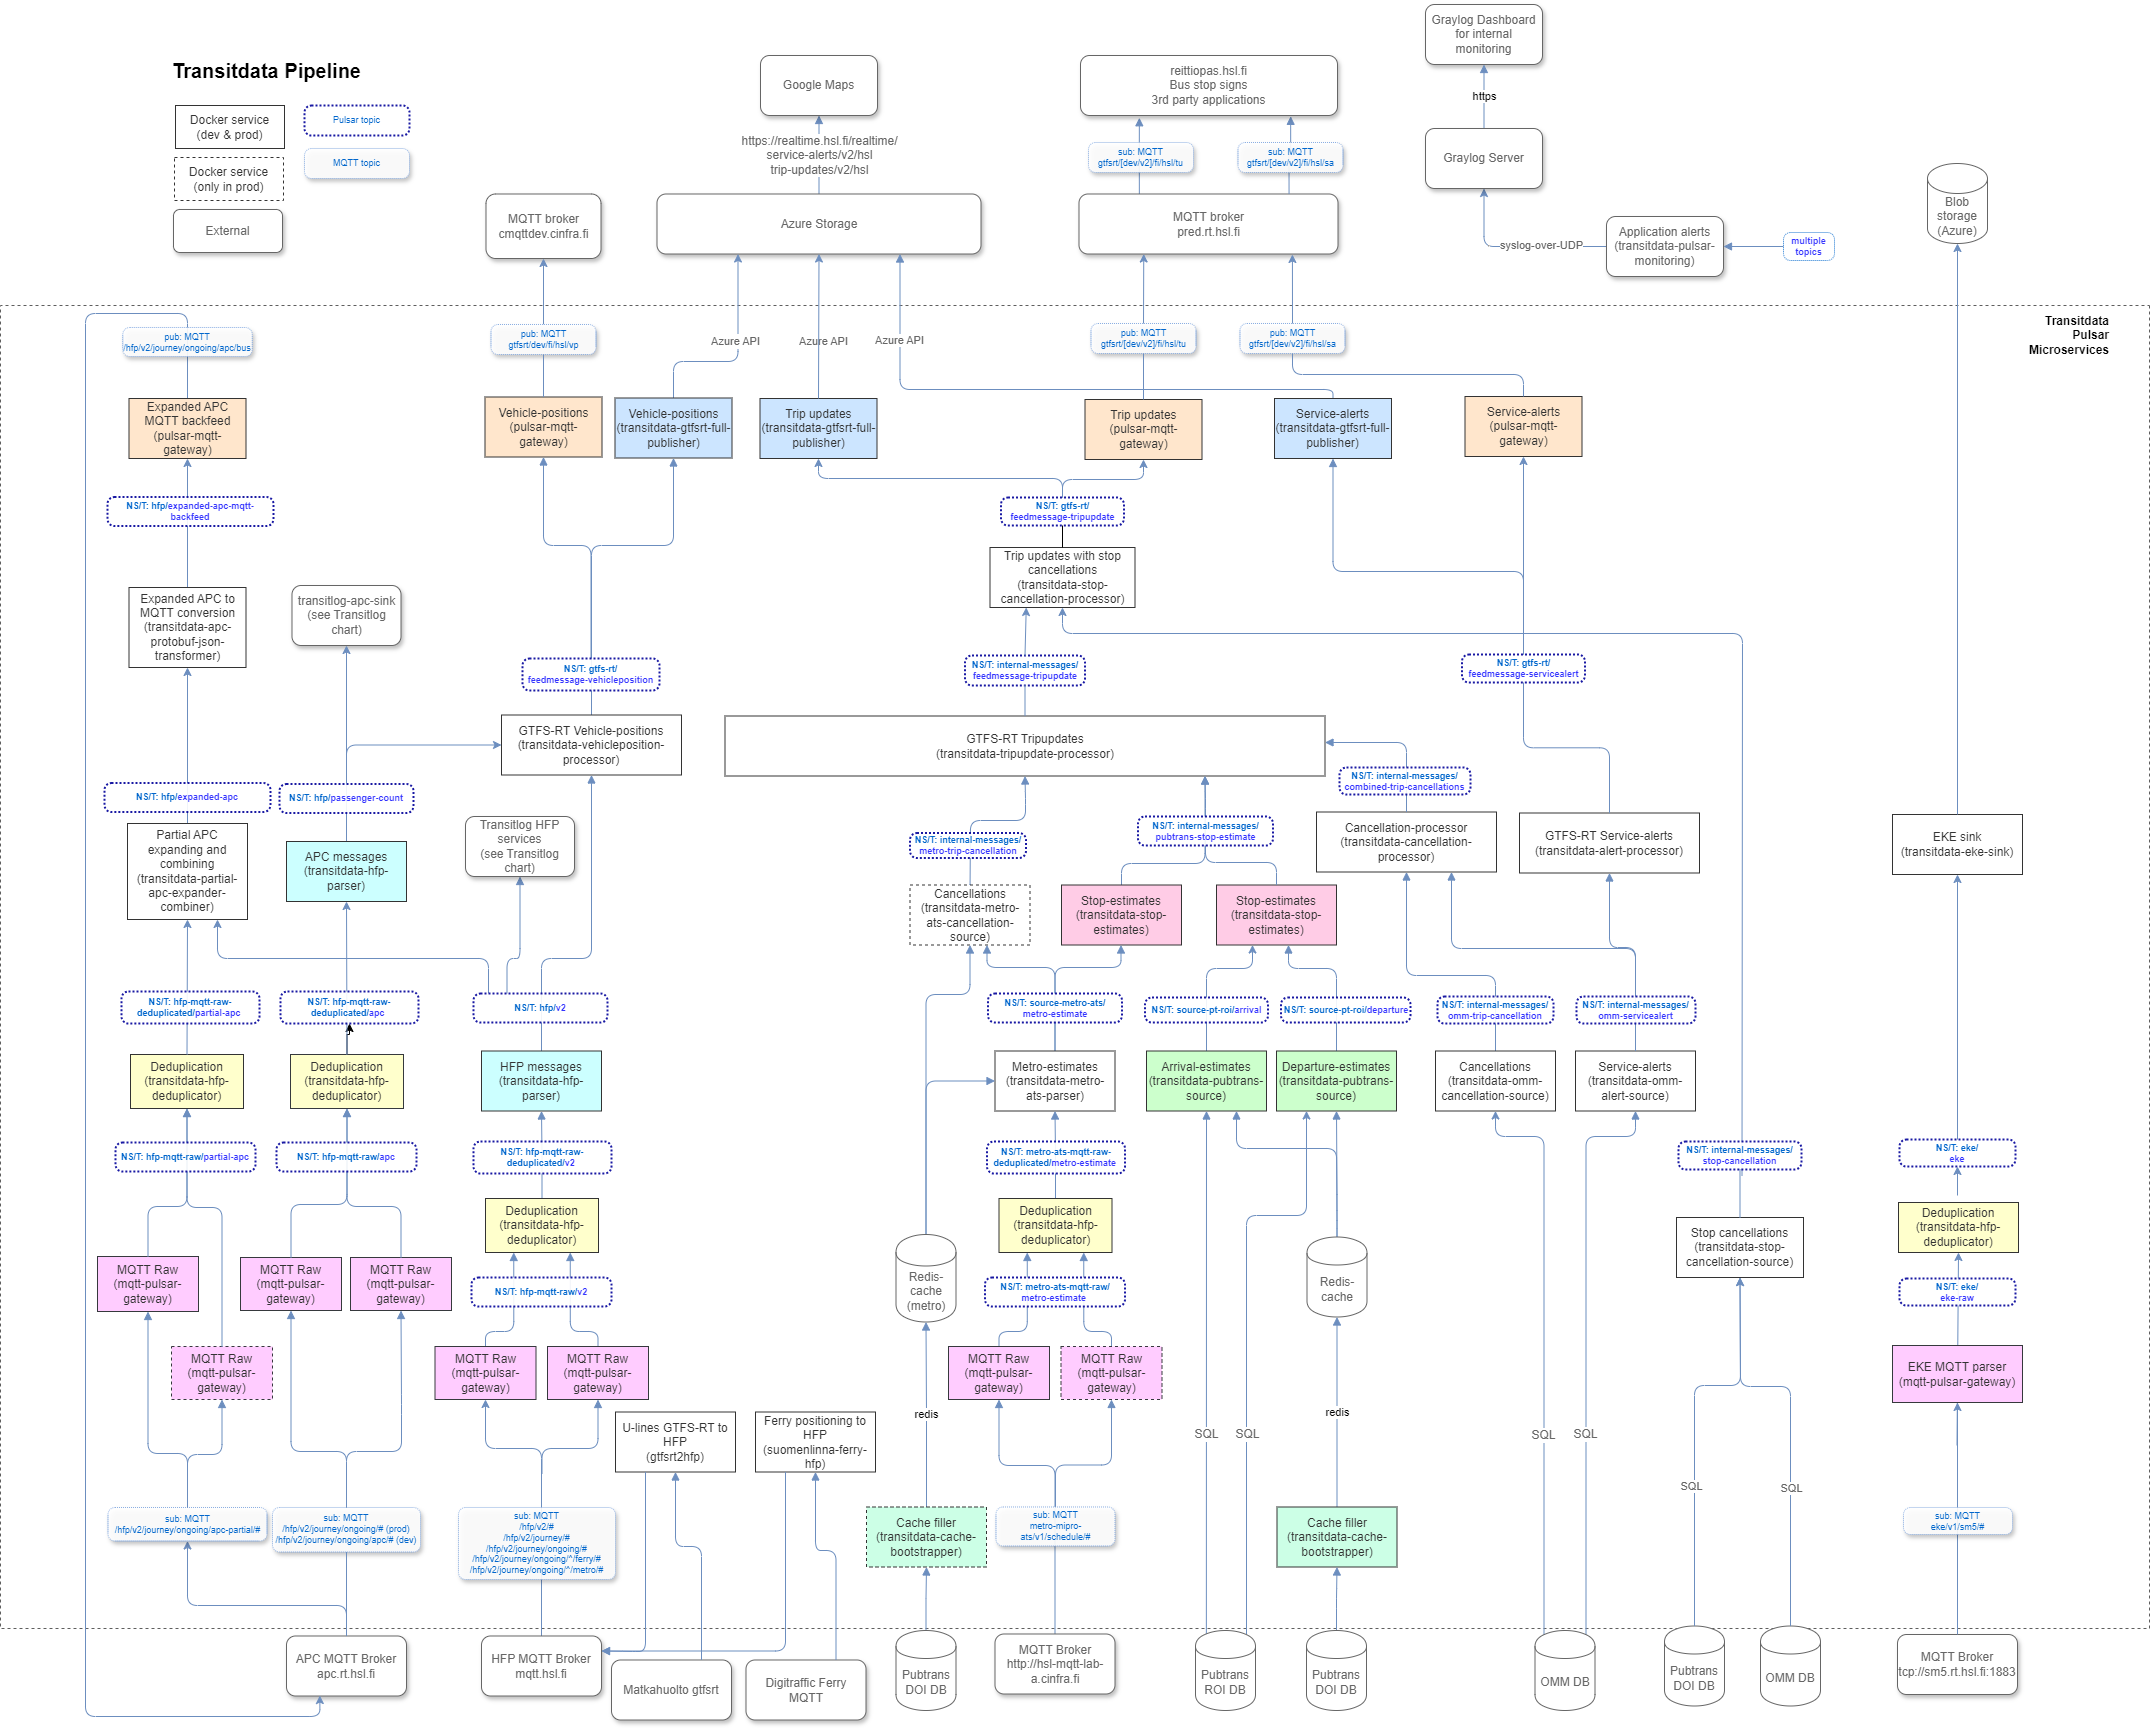 Graylog Dashboard
for internal
monitoring
Transitdata Pipeline
Google Maps
reittiopas.hsl.fi
Bus stop signs
3rd party applications
https
Docker service
(dev & prod)
Pulsar topic
MQTT topic
Docker service
(only in prod)
External
https://realtime.hsl.fi/realtime/
service-alerts/v2/hsl
trip-updates/v2/hsl
sub: MQTT
gtfsrt/[dev/v2]/fi/hsl/tu
sub: MQTT
gtfsrt/[dev/v2]/fi/hsl/sa
Graylog Server
MQTT broker
cmqttdev.cinfra.fi
Azure Storage
MQTT broker
pred.rt.hsl.fi
syslog-over-UDP
Application alerts
(transitdata-pulsar-
monitoring)
multiple
topics
Blob
storage
(Azure)
Transitdata
Pulsar
Microservices
pub: MQTT
/hfp/v2/journey/ongoing/apc/bus
pub: MQTT
gtfsrt/dev/fi/hsl/vp
Azure API
Azure API
Azure API
pub: MQTT
gtfsrt/[dev/v2]/fi/hsl/tu
pub: MQTT
gtfsrt/[dev/v2]/fi/hsl/sa
Expanded APC
MQTT backfeed
(pulsar-mqtt-
gateway)
Vehicle-positions
(pulsar-mqtt-
gateway)
Vehicle-positions
(transitdata-gtfsrt-full-
publisher)
Trip updates
(transitdata-gtfsrt-full-
publisher)
Trip updates
(pulsar-mqtt-
gateway)
Service-alerts
(transitdata-gtfsrt-full-
publisher)
Service-alerts
(pulsar-mqtt-
gateway)
NS/T: hfp/expanded-apc-mqtt-
backfeed
NS/T: gtfs-rt/
feedmessage-tripupdate
Trip updates with stop
cancellations
(transitdata-stop-
cancellation-processor)
Expanded APC to
MQTT conversion
(transitdata-apc-
protobuf-json-
transformer)
transitlog-apc-sink
(see Transitlog
chart)
NS/T: gtfs-rt/
feedmessage-vehicleposition
NS/T: internal-messages/
feedmessage-tripupdate
NS/T: gtfs-rt/
feedmessage-servicealert
GTFS-RT Vehicle-positions
(transitdata-vehicleposition-
processor)
GTFS-RT Tripupdates
(transitdata-tripupdate-processor)
NS/T: hfp/expanded-apc
NS/T: hfp/passenger-count
NS/T: internal-messages/
combined-trip-cancellations
Partial APC
expanding and
combining
(transitdata-partial-
apc-expander-
combiner)
APC messages
(transitdata-hfp-
parser)
Transitlog HFP
services
(see Transitlog
chart)
NS/T: internal-messages/
metro-trip-cancellation
NS/T: internal-messages/
pubtrans-stop-estimate
Cancellation-processor
(transitdata-cancellation-
processor)
GTFS-RT Service-alerts
(transitdata-alert-processor)
EKE sink
(transitdata-eke-sink)
Cancellations
(transitdata-metro-
ats-cancellation-
source)
Stop-estimates
(transitdata-stop-
estimates)
Stop-estimates
(transitdata-stop-
estimates)
NS/T: hfp-mqtt-raw-
deduplicated/partial-apc
NS/T: hfp-mqtt-raw-
deduplicated/apc
NS/T: hfp/v2
NS/T: source-metro-ats/
metro-estimate
NS/T: source-pt-roi/arrival
NS/T: source-pt-roi/departure
NS/T: internal-messages/
omm-trip-cancellation
NS/T: internal-messages/
omm-servicealert
Deduplication
(transitdata-hfp-
deduplicator)
Deduplication
(transitdata-hfp-
deduplicator)
HFP messages
(transitdata-hfp-
parser)
Metro-estimates
(transitdata-metro-
ats-parser)
Arrival-estimates
(transitdata-pubtrans-
source)
Departure-estimates
(transitdata-pubtrans-
source)
Cancellations
(transitdata-omm-
cancellation-source)
Service-alerts
(transitdata-omm-
alert-source)
NS/T: hfp-mqtt-raw/partial-apc
NS/T: hfp-mqtt-raw/apc
NS/T: hfp-mqtt-raw-
deduplicated/v2
NS/T: metro-ats-mqtt-raw-
deduplicated/metro-estimate
NS/T: internal-messages/
stop-cancellation
NS/T: eke/
eke
Deduplication
(transitdata-hfp-
deduplicator)
Deduplication
(transitdata-hfp-
deduplicator)
Stop cancellations
(transitdata-stop-
cancellation-source)
Deduplication
(transitdata-hfp-
deduplicator)
MQTT Raw
(mqtt-pulsar-
gateway)
MQTT Raw
(mqtt-pulsar-
gateway)
MQTT Raw
(mqtt-pulsar-
gateway)
NS/T: hfp-mqtt-raw/v2
Redis-
cache
(metro)
NS/T: metro-ats-mqtt-raw/
metro-estimate
Redis-
cache
NS/T: eke/
eke-raw
MQTT Raw
(mqtt-pulsar-
gateway)
MQTT Raw
(mqtt-pulsar-
gateway)
MQTT Raw
(mqtt-pulsar-
gateway)
MQTT Raw
(mqtt-pulsar-
gateway)
MQTT Raw
(mqtt-pulsar-
gateway)
EKE MQTT parser
(mqtt-pulsar-gateway)
U-lines GTFS-RT to
HFP
(gtfsrt2hfp)
Ferry positioning to
HFP
(suomenlinna-ferry-
hfp)
redis
SQL
SQL
redis
SQL
SQL
SQL
SQL
sub: MQTT
/hfp/v2/journey/ongoing/apc-partial/#
sub: MQTT
/hfp/v2/journey/ongoing/# (prod)
/hfp/v2/journey/ongoing/apc/# (dev)
sub: MQTT
/hfp/v2/#
/hfp/v2/journey/#
/hfp/v2/journey/ongoing/#
/hfp/v2/journey/ongoing/*/ferry/#
/hfp/v2/journey/ongoing/*/metro/#
Cache filler
(transitdata-cache-
bootstrapper)
sub: MQTT
metro-mipro-
ats/v1/schedule/#
Cache filler
(transitdata-cache-
bootstrapper)
sub: MQTT
eke/v1/sm5/#
APC MQTT Broker
apc.rt.hsl.fi
HFP MQTT Broker
mqtt.hsl.fi
Matkahuolto gtfsrt
Digitraffic Ferry
MQTT
Pubtrans
DOI DB
MQTT Broker
http://hsl-mqtt-lab-
a.cinfra.fi
Pubtrans
ROI DB
Pubtrans
DOI DB
OMM DB
Pubtrans
DOI DB
OMM DB
MQTT Broker
tcp://sm5.rt.hsl.fi:1883